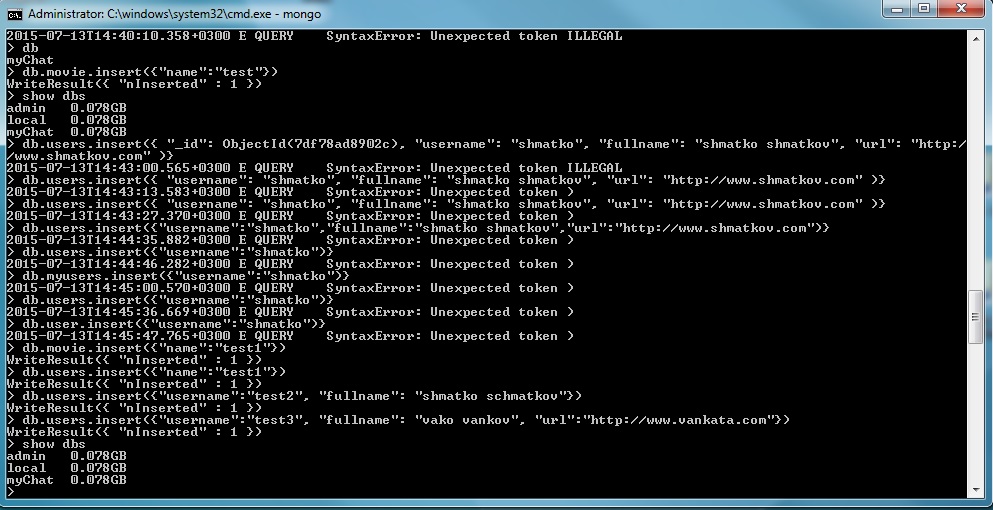 Administrator: C:\windows\system32\cmd.exe - mongo
2015-07-13T14:40:10.358+0300 E QUERY    SyntaxError: Unexpected token ILLEGAL
> db
myChat
> db.movie.insert({"name":"test"})
WriteResult({ "nInserted" : 1 })
> show dbs
admin   0.078GB
local   0.078GB
myChat  0.078GB
> db.users.insert({ "_id": ObjectId(7df78ad8902c), "username": "shmatko", "fullname": "shmatko shmatkov", "url": "http:/
/www.shmatkov.com" )}
2015-07-13T14:43:00.565+0300 E QUERY    SyntaxError: Unexpected token ILLEGAL
> db.users.insert({ "username": "shmatko", "fullname": "shmatko shmatkov", "url": "http://www.shmatkov.com" )}
2015-07-13T14:43:13.583+0300 E QUERY    SyntaxError: Unexpected token )
> db.users.insert({ "username": "shmatko", "fullname": "shmatko shmatkov", "url": "http://www.shmatkov.com" )}
2015-07-13T14:43:27.370+0300 E QUERY    SyntaxError: Unexpected token )
> db.users.insert({"username":"shmatko","fullname":"shmatko shmatkov","url":"http://www.shmatkov.com")}
2015-07-13T14:44:35.882+0300 E QUERY    SyntaxError: Unexpected token )
> db.users.insert({"username":"shmatko")}
2015-07-13T14:44:46.282+0300 E QUERY    SyntaxError: Unexpected token )
> db.myusers.insert({"username":"shmatko")}
2015-07-13T14:45:00.570+0300 E QUERY    SyntaxError: Unexpected token )
> db.users.insert({"username":"shmatko")}
2015-07-13T14:45:36.669+0300 E QUERY    SyntaxError: Unexpected token )
> db.user.insert({"username":"shmatko")}
2015-07-13T14:45:47.765+0300 E QUERY    SyntaxError: Unexpected token )
> db.movie.insert({"name":"test1"})
WriteResult({ "nInserted" : 1 })
> db.users.insert({"name":"test1"})
WriteResult({ "nInserted" : 1 })
> db.users.insert({"username":"test2", "fullname": "shmatko schmatkov"})
WriteResult({ "nInserted" : 1 })
> db.users.insert({"username":"test3", "fullname": "vako vankov", "url":"http://www.vankata.com"})
WriteResult({ "nInserted" : 1 })
> show dbs
admin   0.078GB
local   0.078GB
myChat  0.078GB
>